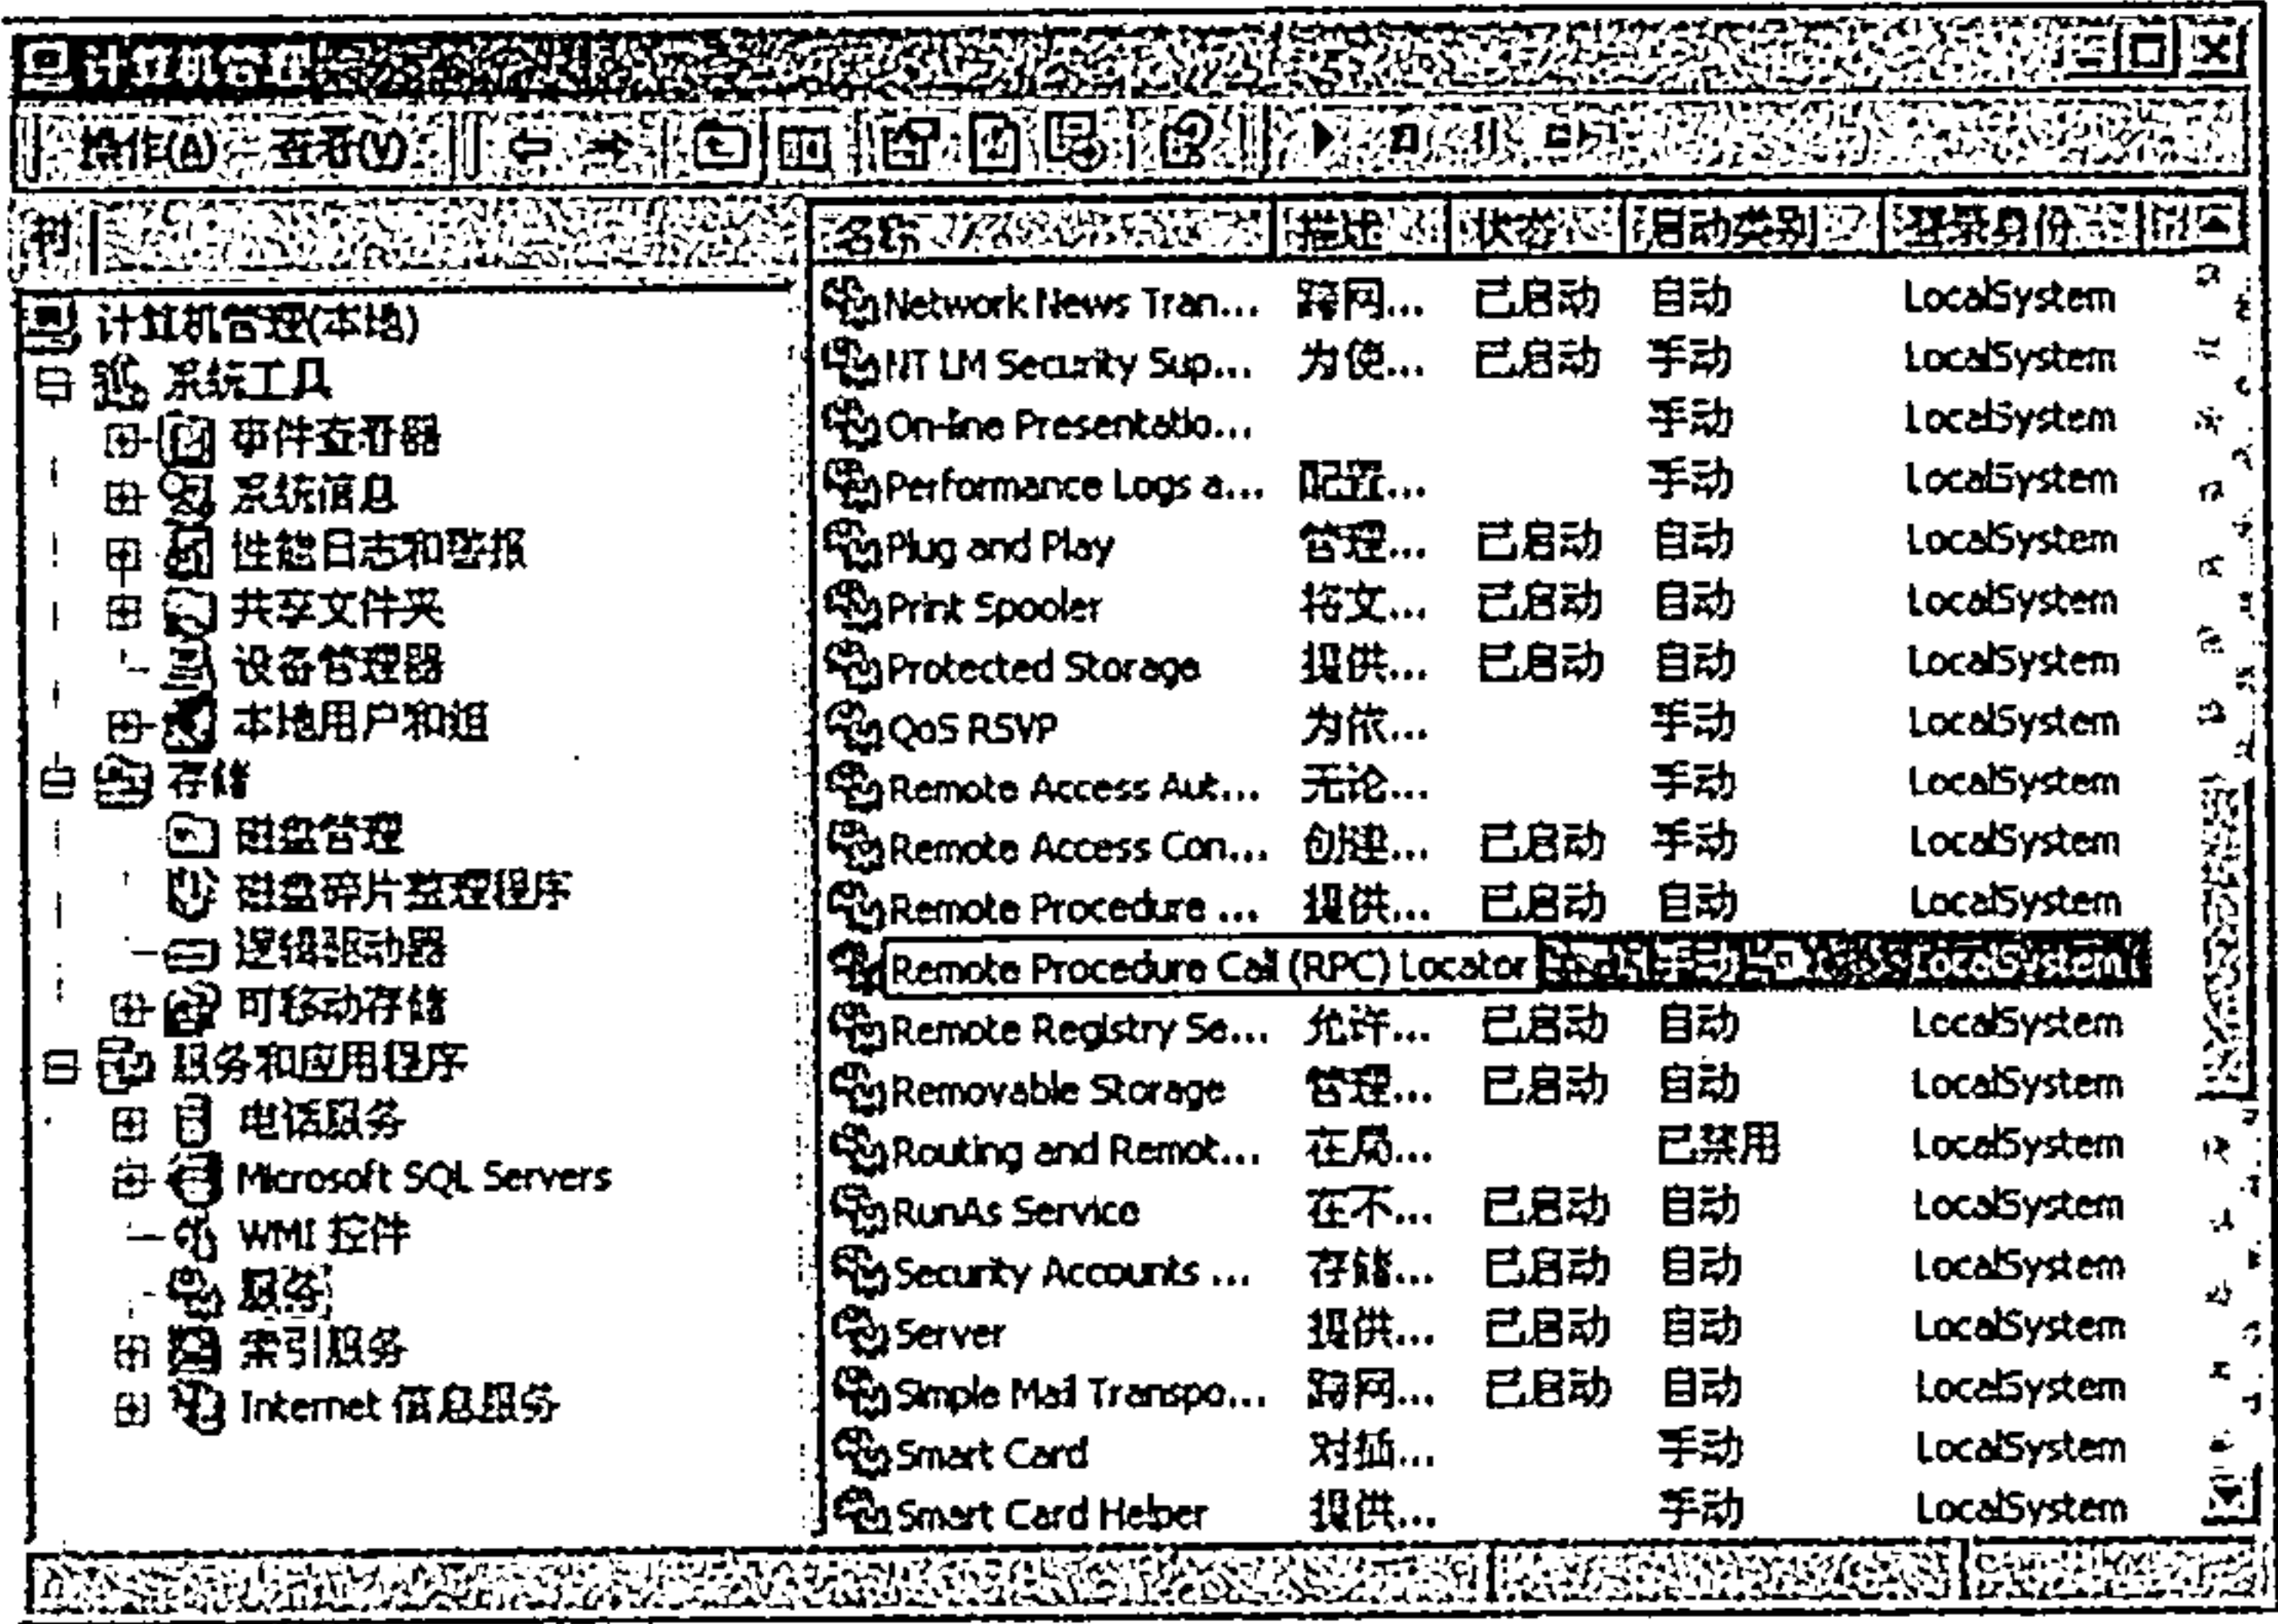 计算机管理
操作(A) 查看(V)
树
计算机管理(本地)
系统工具
事件查看器
系统信息
性能日志和警报
共享文件夹
设备管理器
本地用户和组
存储
磁盘管理
磁盘碎片整理程序
逻辑驱动器
可移动存储
服务和应用程序
电话服务
Microsoft SQL Servers
WMI 控件
服务
索引服务
Internet 信息服务
名称 描述 状态 启动类别 登录身份
Network News Tran... 跨网... 已启动 自动 LocalSystem
NT LM Security Sup... 为使... 已启动 手动 LocalSystem
On-line Presentatio... 手动 LocalSystem
Performance Logs a... 配置... 手动 LocalSystem
Plug and Play 管理... 已启动 自动 LocalSystem
Print Spooler 将文... 已启动 自动 LocalSystem
Protected Storage 提供... 已启动 自动 LocalSystem
QoS RSVP 为依... 手动 LocalSystem
Remote Access Aut... 无论... 手动 LocalSystem
Remote Access Con... 创建... 已启动 手动 LocalSystem
Remote Procedure ... 提供... 已启动 自动 LocalSystem
Remote Procedure Call (RPC) Locator 手动 LocalSystem
Remote Registry Se... 允许... 已启动 自动 LocalSystem
Removable Storage 管理... 已启动 自动 LocalSystem
Routing and Remot... 在局... 已禁用 LocalSystem
RunAs Service 在不... 已启动 自动 LocalSystem
Security Accounts ... 存储... 已启动 自动 LocalSystem
Server 提供... 已启动 自动 LocalSystem
Simple Mail Transpo... 跨网... 已启动 自动 LocalSystem
Smart Card 对插... 手动 LocalSystem
Smart Card Helper 提供... 手动 LocalSystem